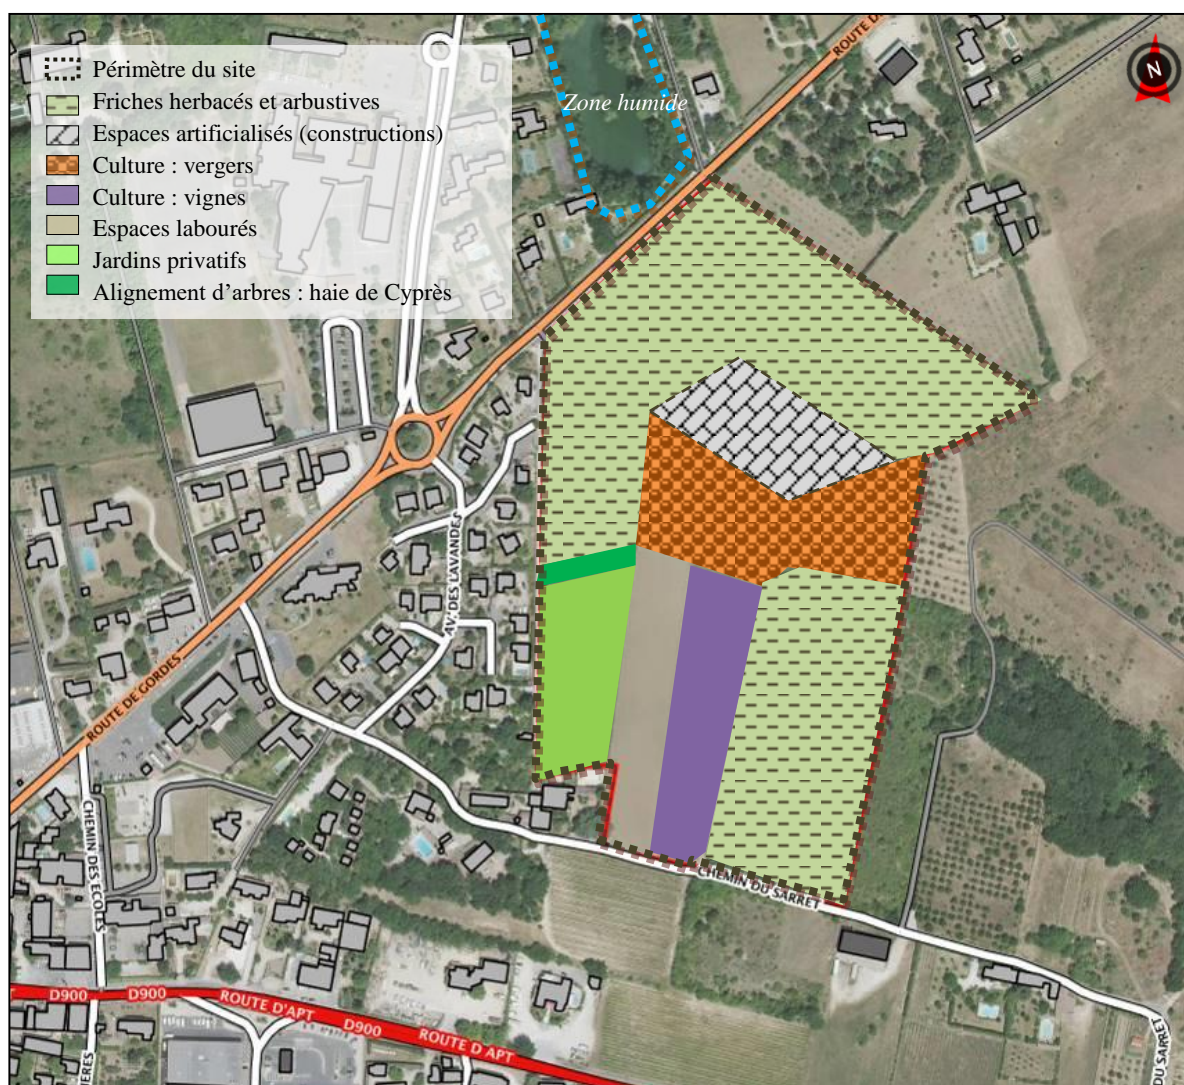 ROUTE D
Zone humide
N
Périmètre du site
Friches herbacés et arbustives
Espaces artificialisés (constructions)
Culture : vergers
Culture : vignes
Espaces labourés
Jardins privatifs
Alignement d'arbres : haie de Cyprès
AV. DES LAVANDES
ROUTE DE GORDES
CHEMIN DES ECOLES
CHEMIN DU SARRET
D900
D900
ROUTE D'APT
D900
ROUTE D APT
DU SARRET